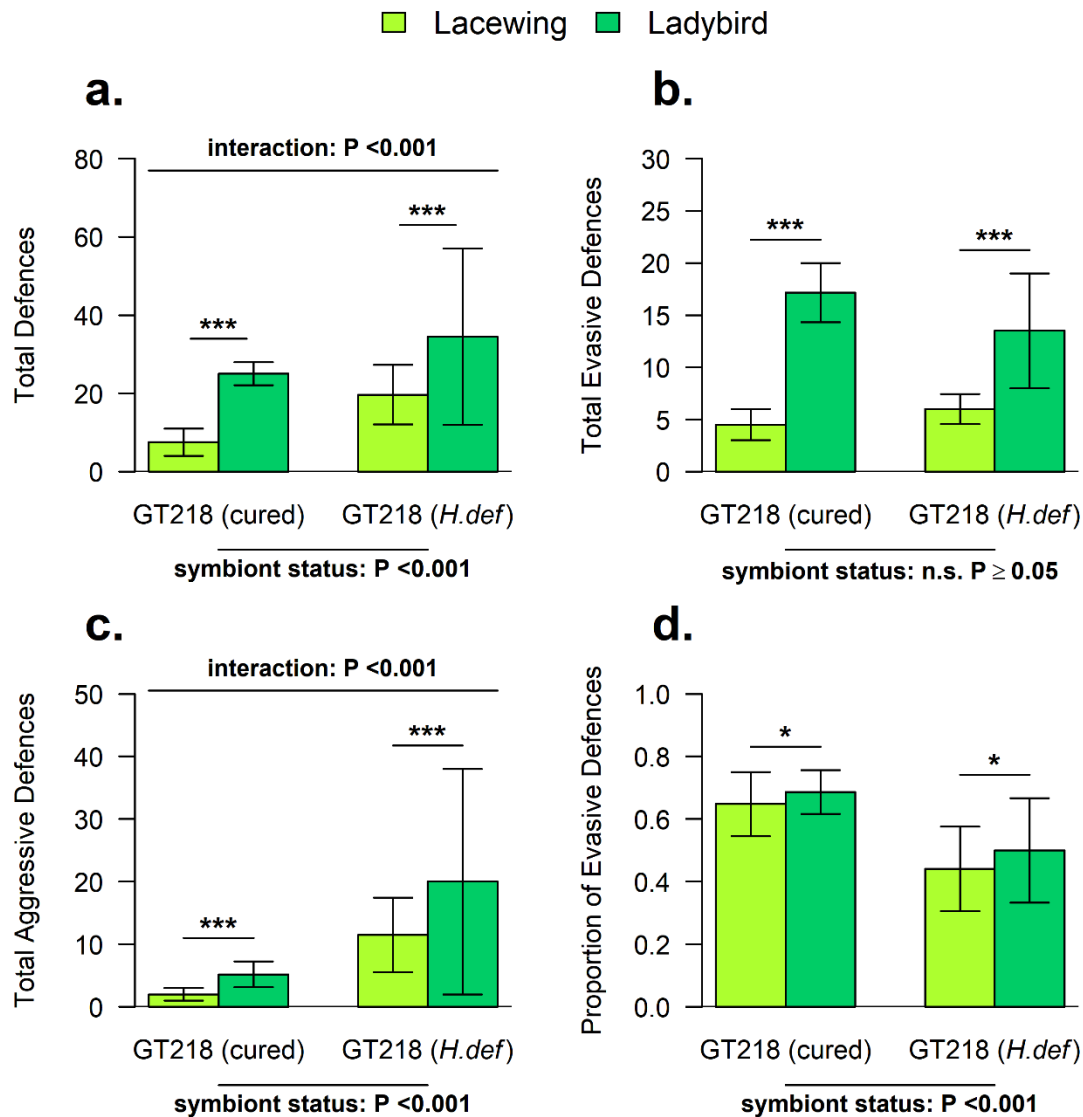 Lacewing Ladybird
a.
interaction: P <0.001
Total Defences
80
60
40
20
0
***
***
GT218 (cured) GT218 (H.def)
symbiont status: P <0.001
b.
Total Evasive Defences
30
25
20
15
10
5
0
***
***
GT218 (cured) GT218 (H.def)
symbiont status: n.s. P ≥ 0.05
c.
interaction: P <0.001
Total Aggressive Defences
50
40
30
20
10
0
***
***
GT218 (cured) GT218 (H.def)
symbiont status: P <0.001
d.
Proportion of Evasive Defences
1.0
0.8
0.6
0.4
0.2
0.0
*
*
GT218 (cured) GT218 (H.def)
symbiont status: P <0.001